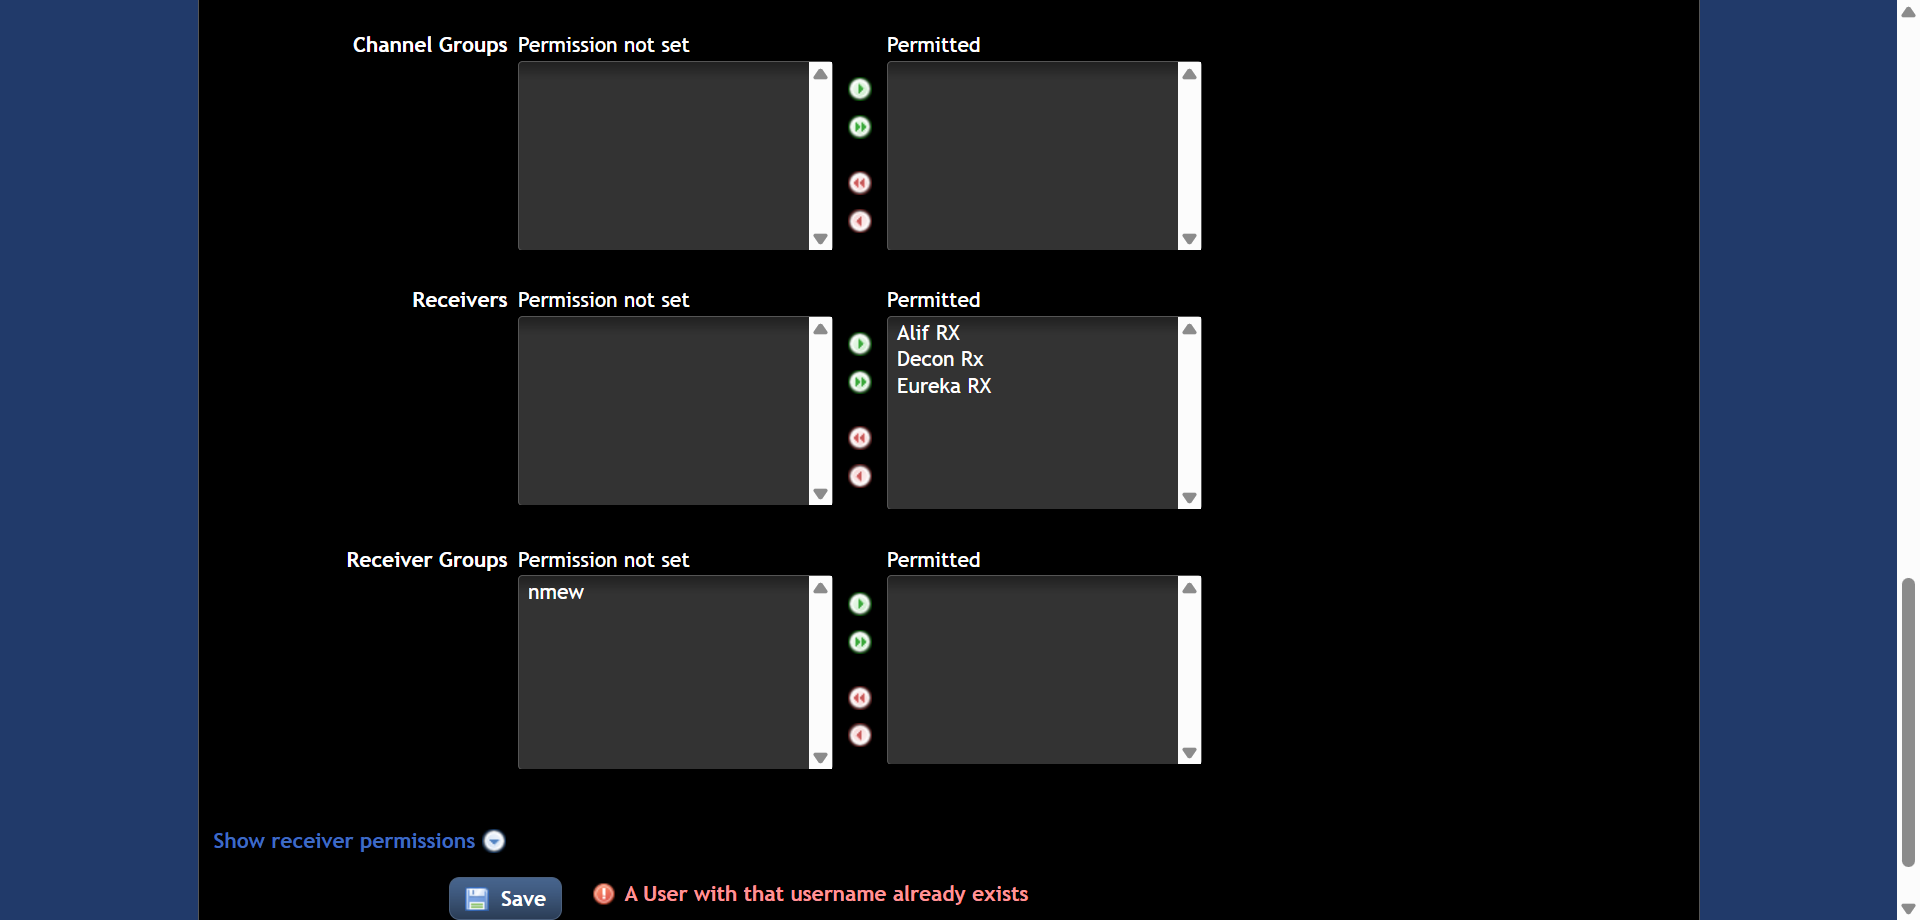 Channel Groups Permission not set Permitted
Receivers Permission not set Permitted
Alif RX
Decon Rx
Eureka RX
Receiver Groups Permission not set Permitted
nmew
Show receiver permissions
Save A User with that username already exists